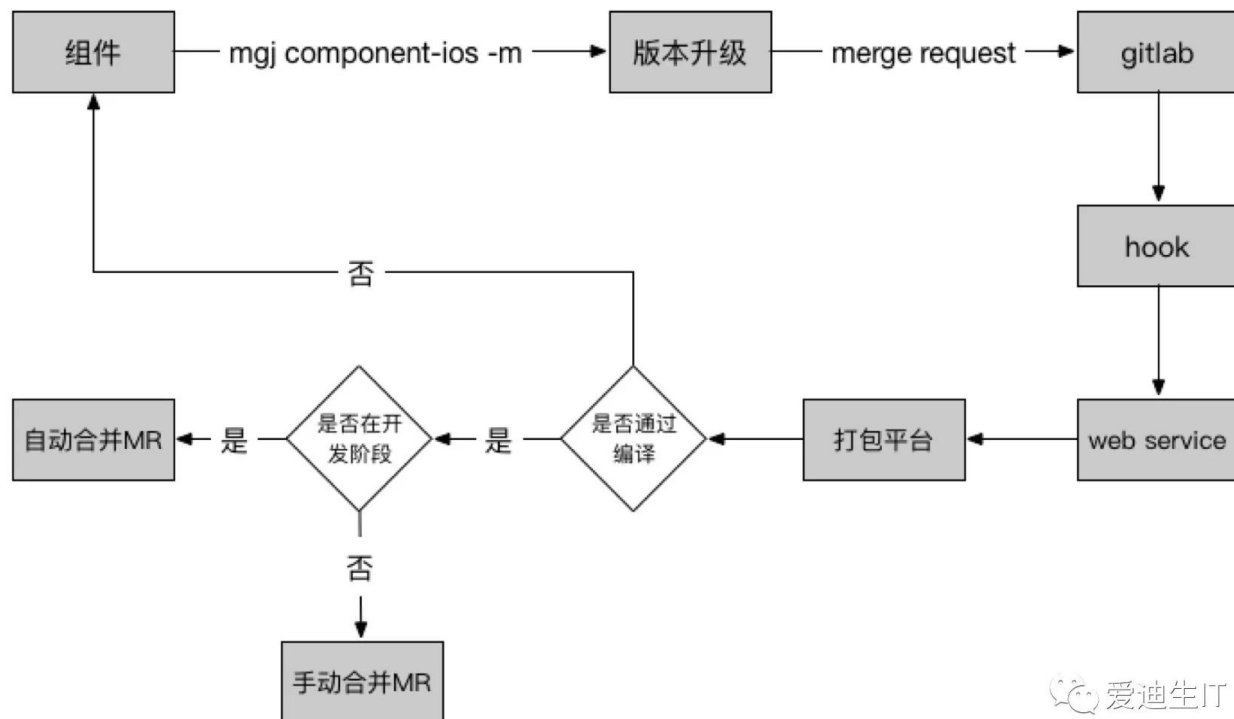 组件
mgj component-ios -m
版本升级
merge request
gitlab
hook
否
自动合并MR
是
是否在开
发阶段
是
是否通过
编译
打包平台
web service
否
手动合并MR
爱迪生IT